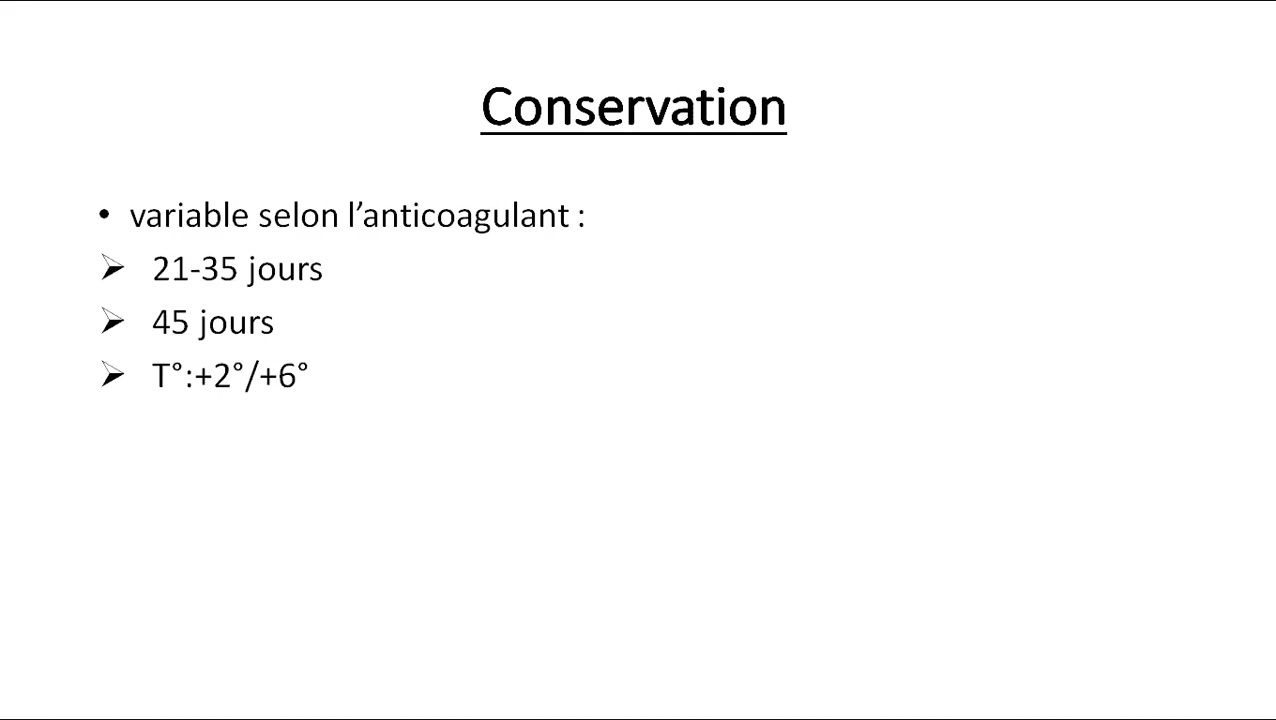 Conservation
• variable selon l’anticoagulant :
➢ 21-35 jours
➢ 45 jours
➢ T°:+2°/+6°